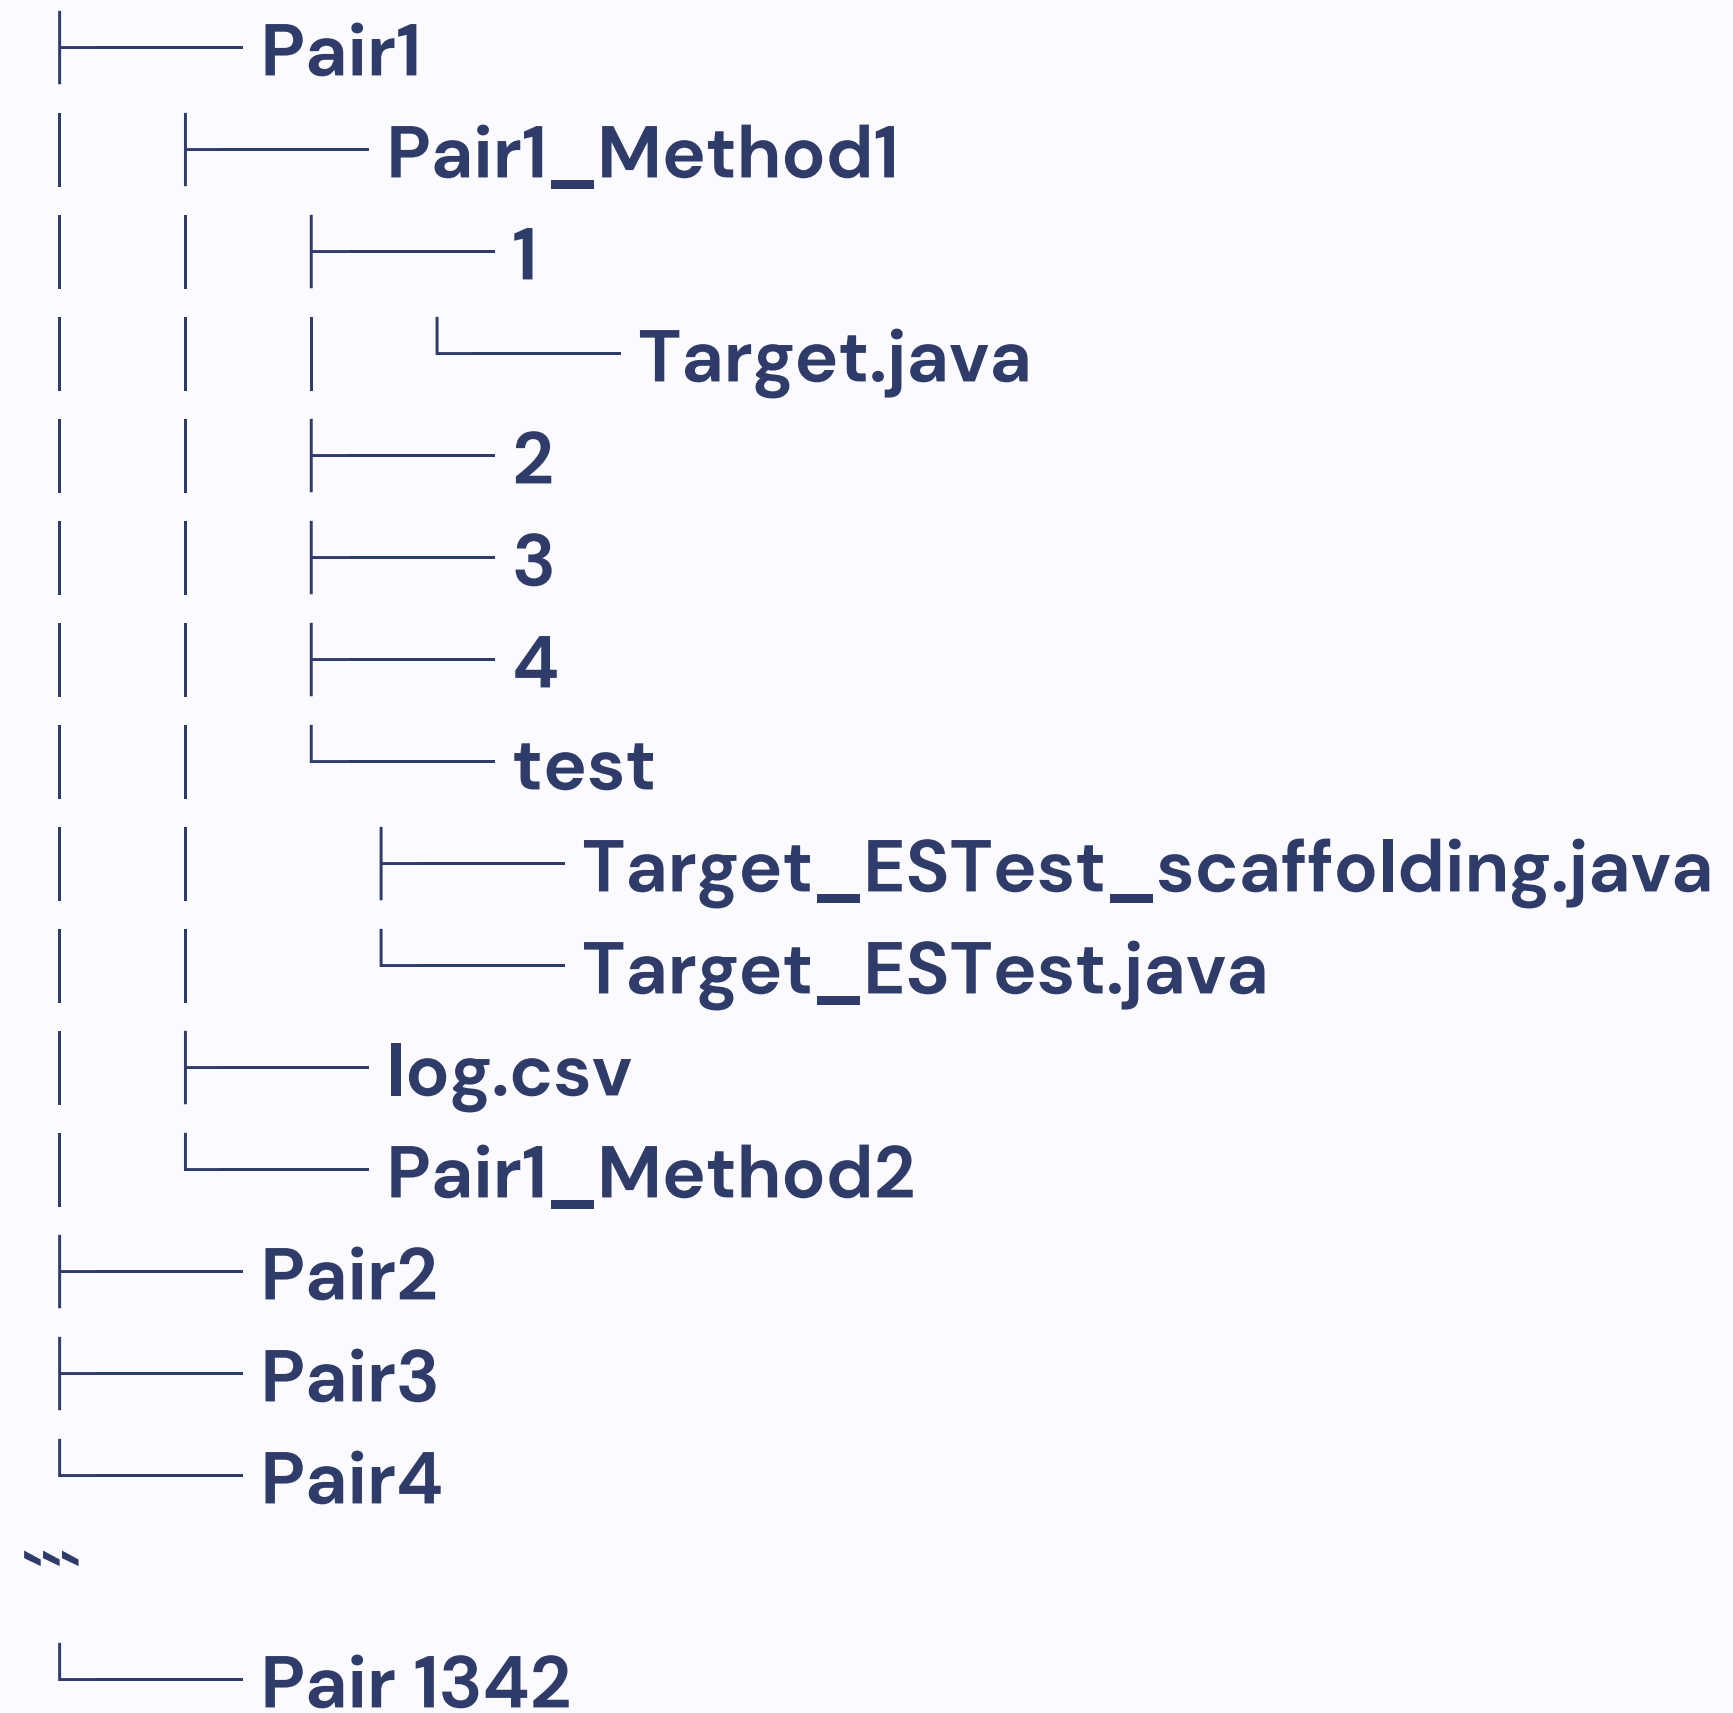 ├── Pair1
│ ├── Pair1_Method1
│ │ ├── 1
│ │ │ └── Target.java
│ │ ├── 2
│ │ ├── 3
│ │ ├── 4
│ │ └── test
│ │ ├── Target_ESTest_scaffolding.java
│ │ └── Target_ESTest.java
│ ├── log.csv
│ └── Pair1_Method2
├── Pair2
├── Pair3
└── Pair4
```
└── Pair 1342